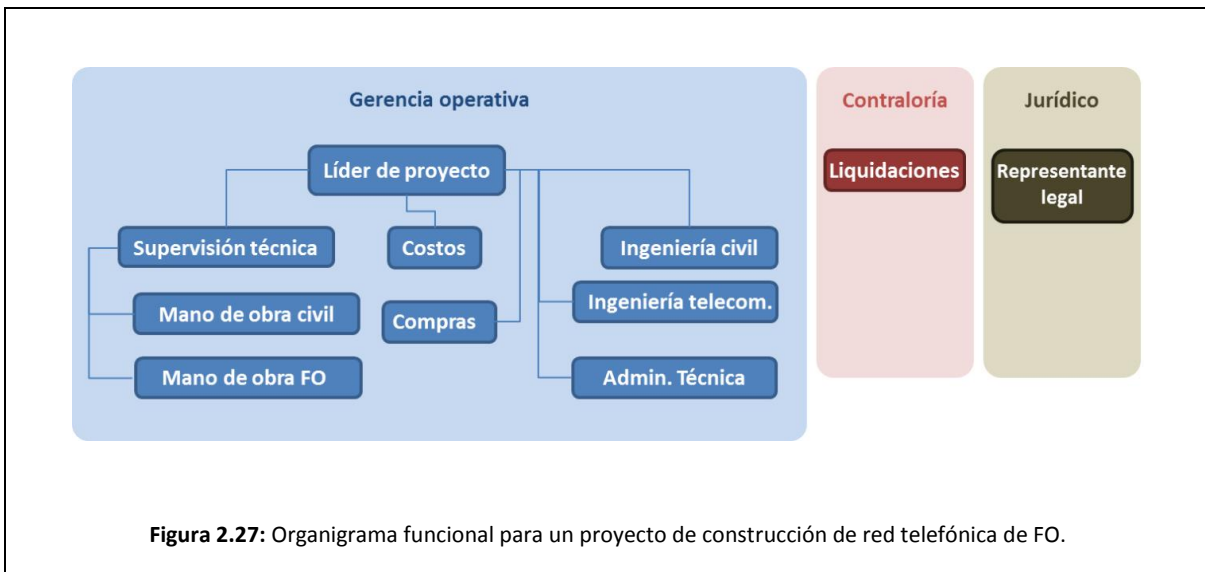 Gerencia operativa
Líder de proyecto
Supervisión técnica
Mano de obra civil
Mano de obra FO
Costos
Compras
Ingeniería civil
Ingeniería telecom.
Admin. Técnica
Contraloría
Liquidaciones
Jurídico
Representante
legal
Figura 2.27: Organigrama funcional para un proyecto de construcción de red telefónica de FO.